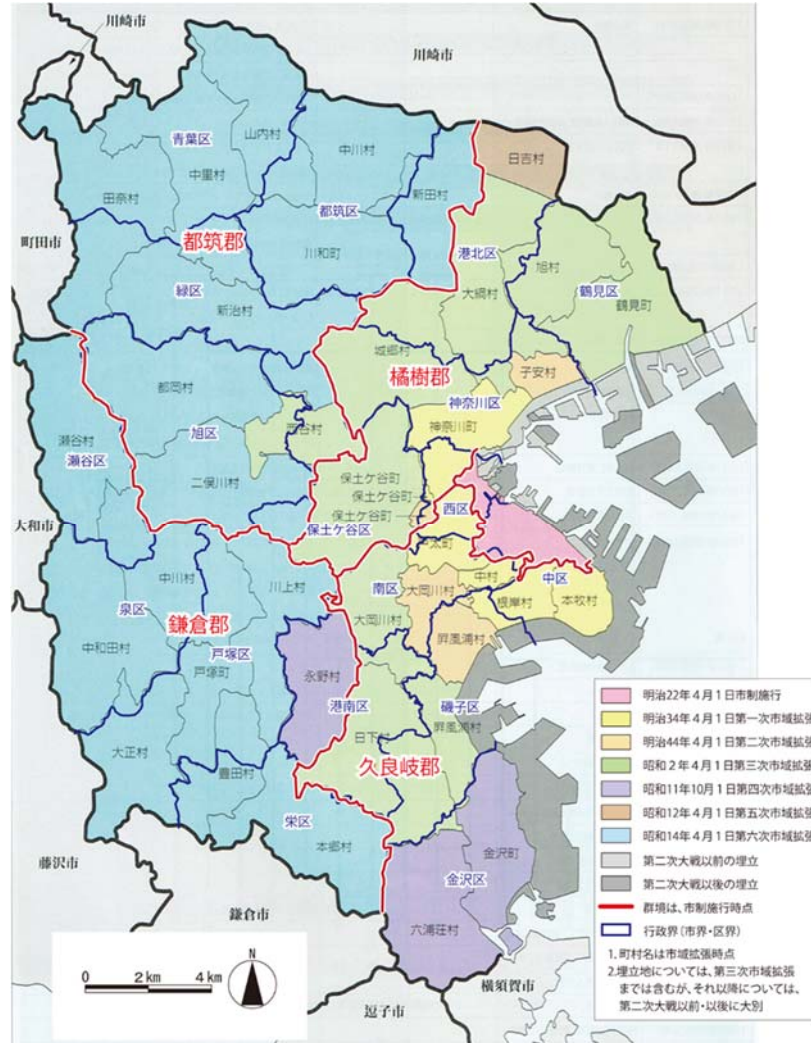 川崎市
川崎市
青葉区
山内村
中川村
日吉村
中里村
田奈村
新田村
都筑区
町田市
都筑郡
川和町
港北区
旭村
鶴見区
緑区
大綱村
鶴見町
新治村
城郷村
橘樹郡
子安村
都岡村
神奈川区
神奈川町
西谷村
旭区
瀬谷村
瀬谷区
保土ケ谷町
二俣川村
保土ケ谷町
保土ケ谷町
西区
大和市
保土ケ谷区
太町
中川村
川上村
南区
中村
中区
泉区
大岡川村
大岡川村
根岸村
本牧村
鎌倉郡
中和田村
戸塚区
屏風浦村
戸塚町
永野村
港南区
磯子区
屏風浦村
大正村
日下村
久良岐郡
豊田村
栄区
本郷村
金沢町
藤沢市
金沢区
鎌倉市
六浦荘村
横須賀市
逗子市
0 2 km 4 km
N
明治22年4月1日市制施行
明治34年4月1日第一次市域拡張
明治44年4月1日第二次市域拡張
昭和2年4月1日第三次市域拡張
昭和11年10月1日第四次市域拡張
昭和12年4月1日第五次市域拡張
昭和14年4月1日第六次市域拡張
第二次大戦以前の埋立
第二次大戦以後の埋立
群境は、市制施行時点
行政界(市界・区界)
1. 町村名は市域拡張時点
2. 埋立地については、第三次市域拡張
までは含むが、それ以降については、
第二次大戦以前・以後に大別